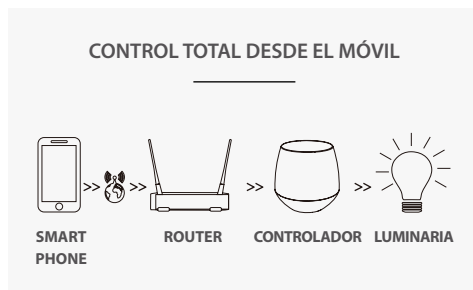 CONTROL TOTAL DESDE EL MÓVIL
>> >> >> >>
SMART PHONE
ROUTER
CONTROLADOR
LUMINARIA